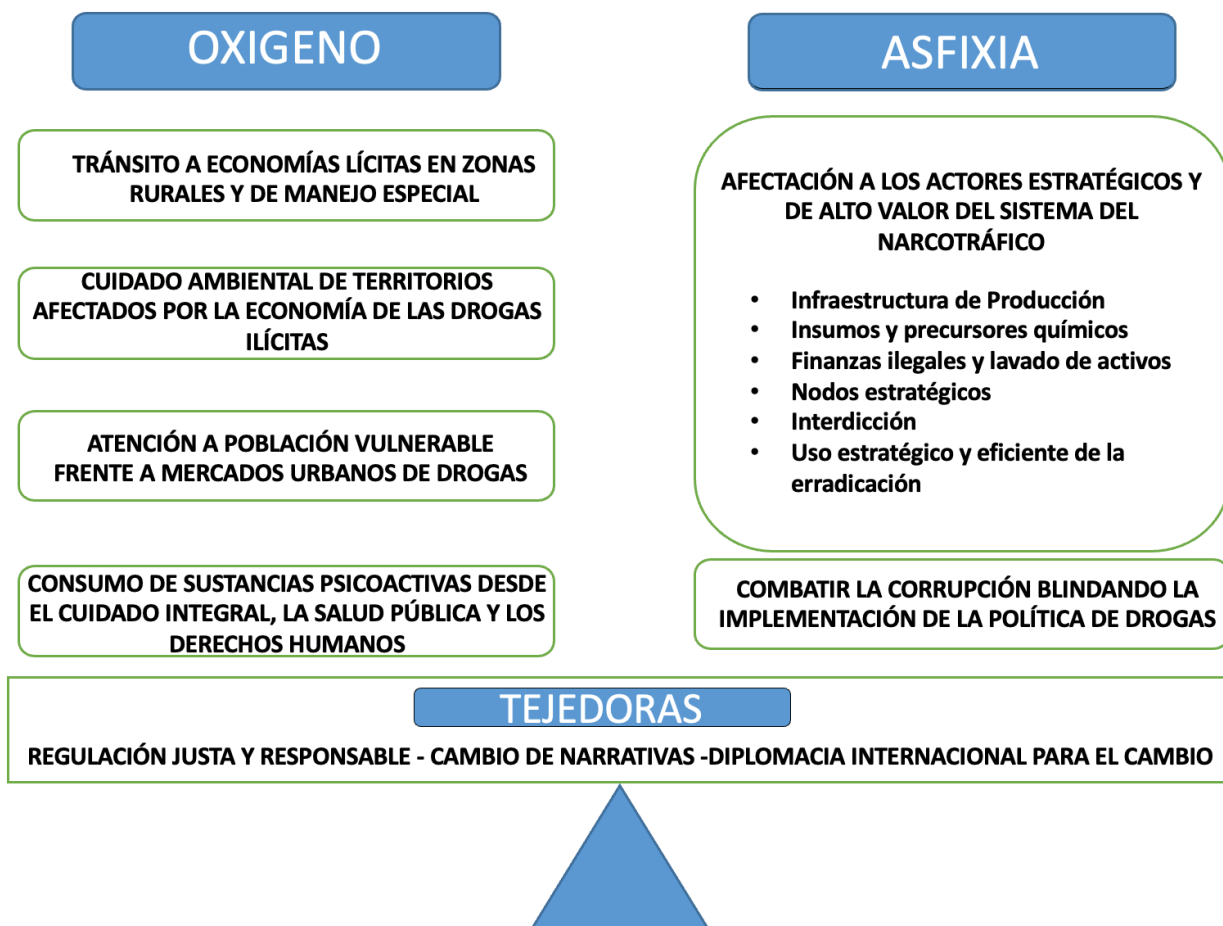 OXIGENO
TRÁNSITO A ECONOMÍAS LÍCITAS EN ZONAS
RURALES Y DE MANEJO ESPECIAL
CUIDADO AMBIENTAL DE TERRITORIOS
AFECTADOS POR LA ECONOMÍA DE LAS DROGAS
ILÍCITAS
ATENCIÓN A POBLACIÓN VULNERABLE
FRENTE A MERCADOS URBANOS DE DROGAS
CONSUMO DE SUSTANCIAS PSICOACTIVAS DESDE
EL CUIDADO INTEGRAL, LA SALUD PÚBLICA Y LOS
DERECHOS HUMANOS
ASFIXIA
AFECTACIÓN A LOS ACTORES ESTRATÉGICOS Y
DE ALTO VALOR DEL SISTEMA DEL
NARCOTRÁFICO
• Infraestructura de Producción
• Insumos y precursores químicos
• Finanzas ilegales y lavado de activos
• Nodos estratégicos
• Interdicción
• Uso estratégico y eficiente de la
erradicación
COMBATIR LA CORRUPCIÓN BLINDANDO LA
IMPLEMENTACIÓN DE LA POLÍTICA DE DROGAS
TEJEDORAS
REGULACIÓN JUSTA Y RESPONSABLE - CAMBIO DE NARRATIVAS -DIPLOMACIA INTERNACIONAL PARA EL CAMBIO